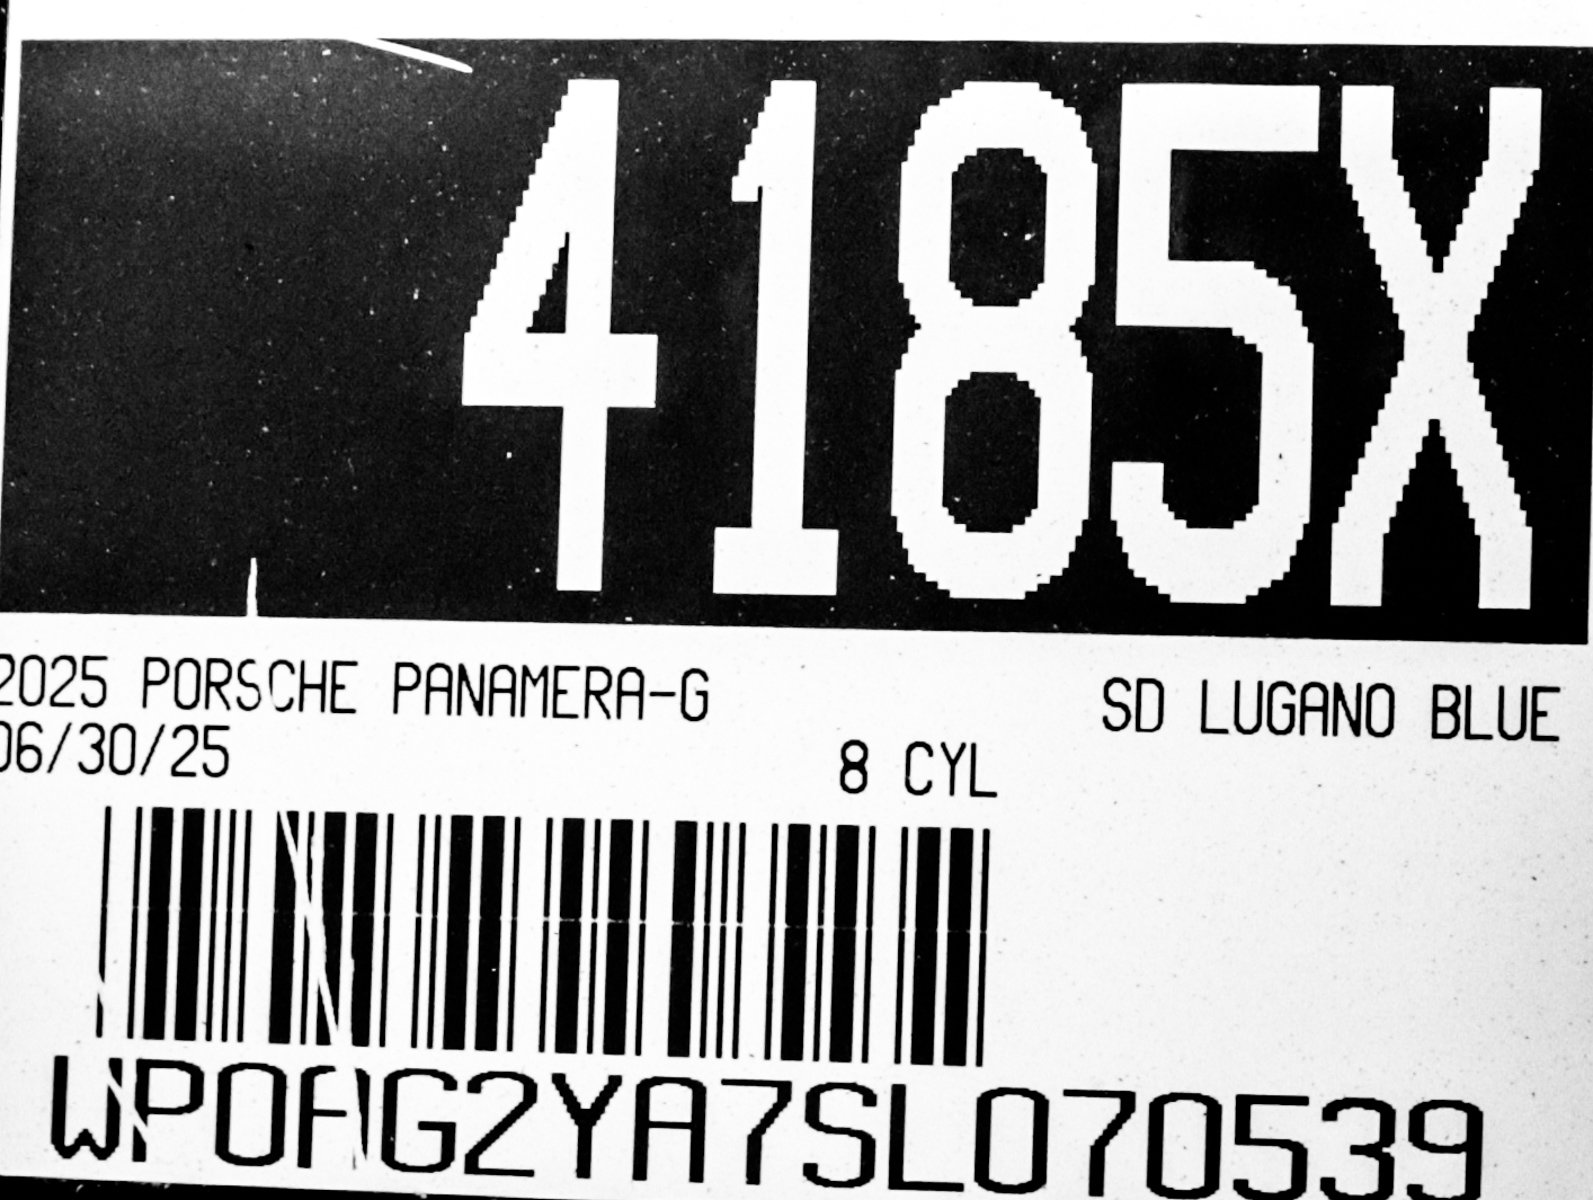 4185X
2025 PORSCHE PANAMERA-G SD LUGANO BLUE
06/30/25 8 CYL
WP0AG2YA7SL070539